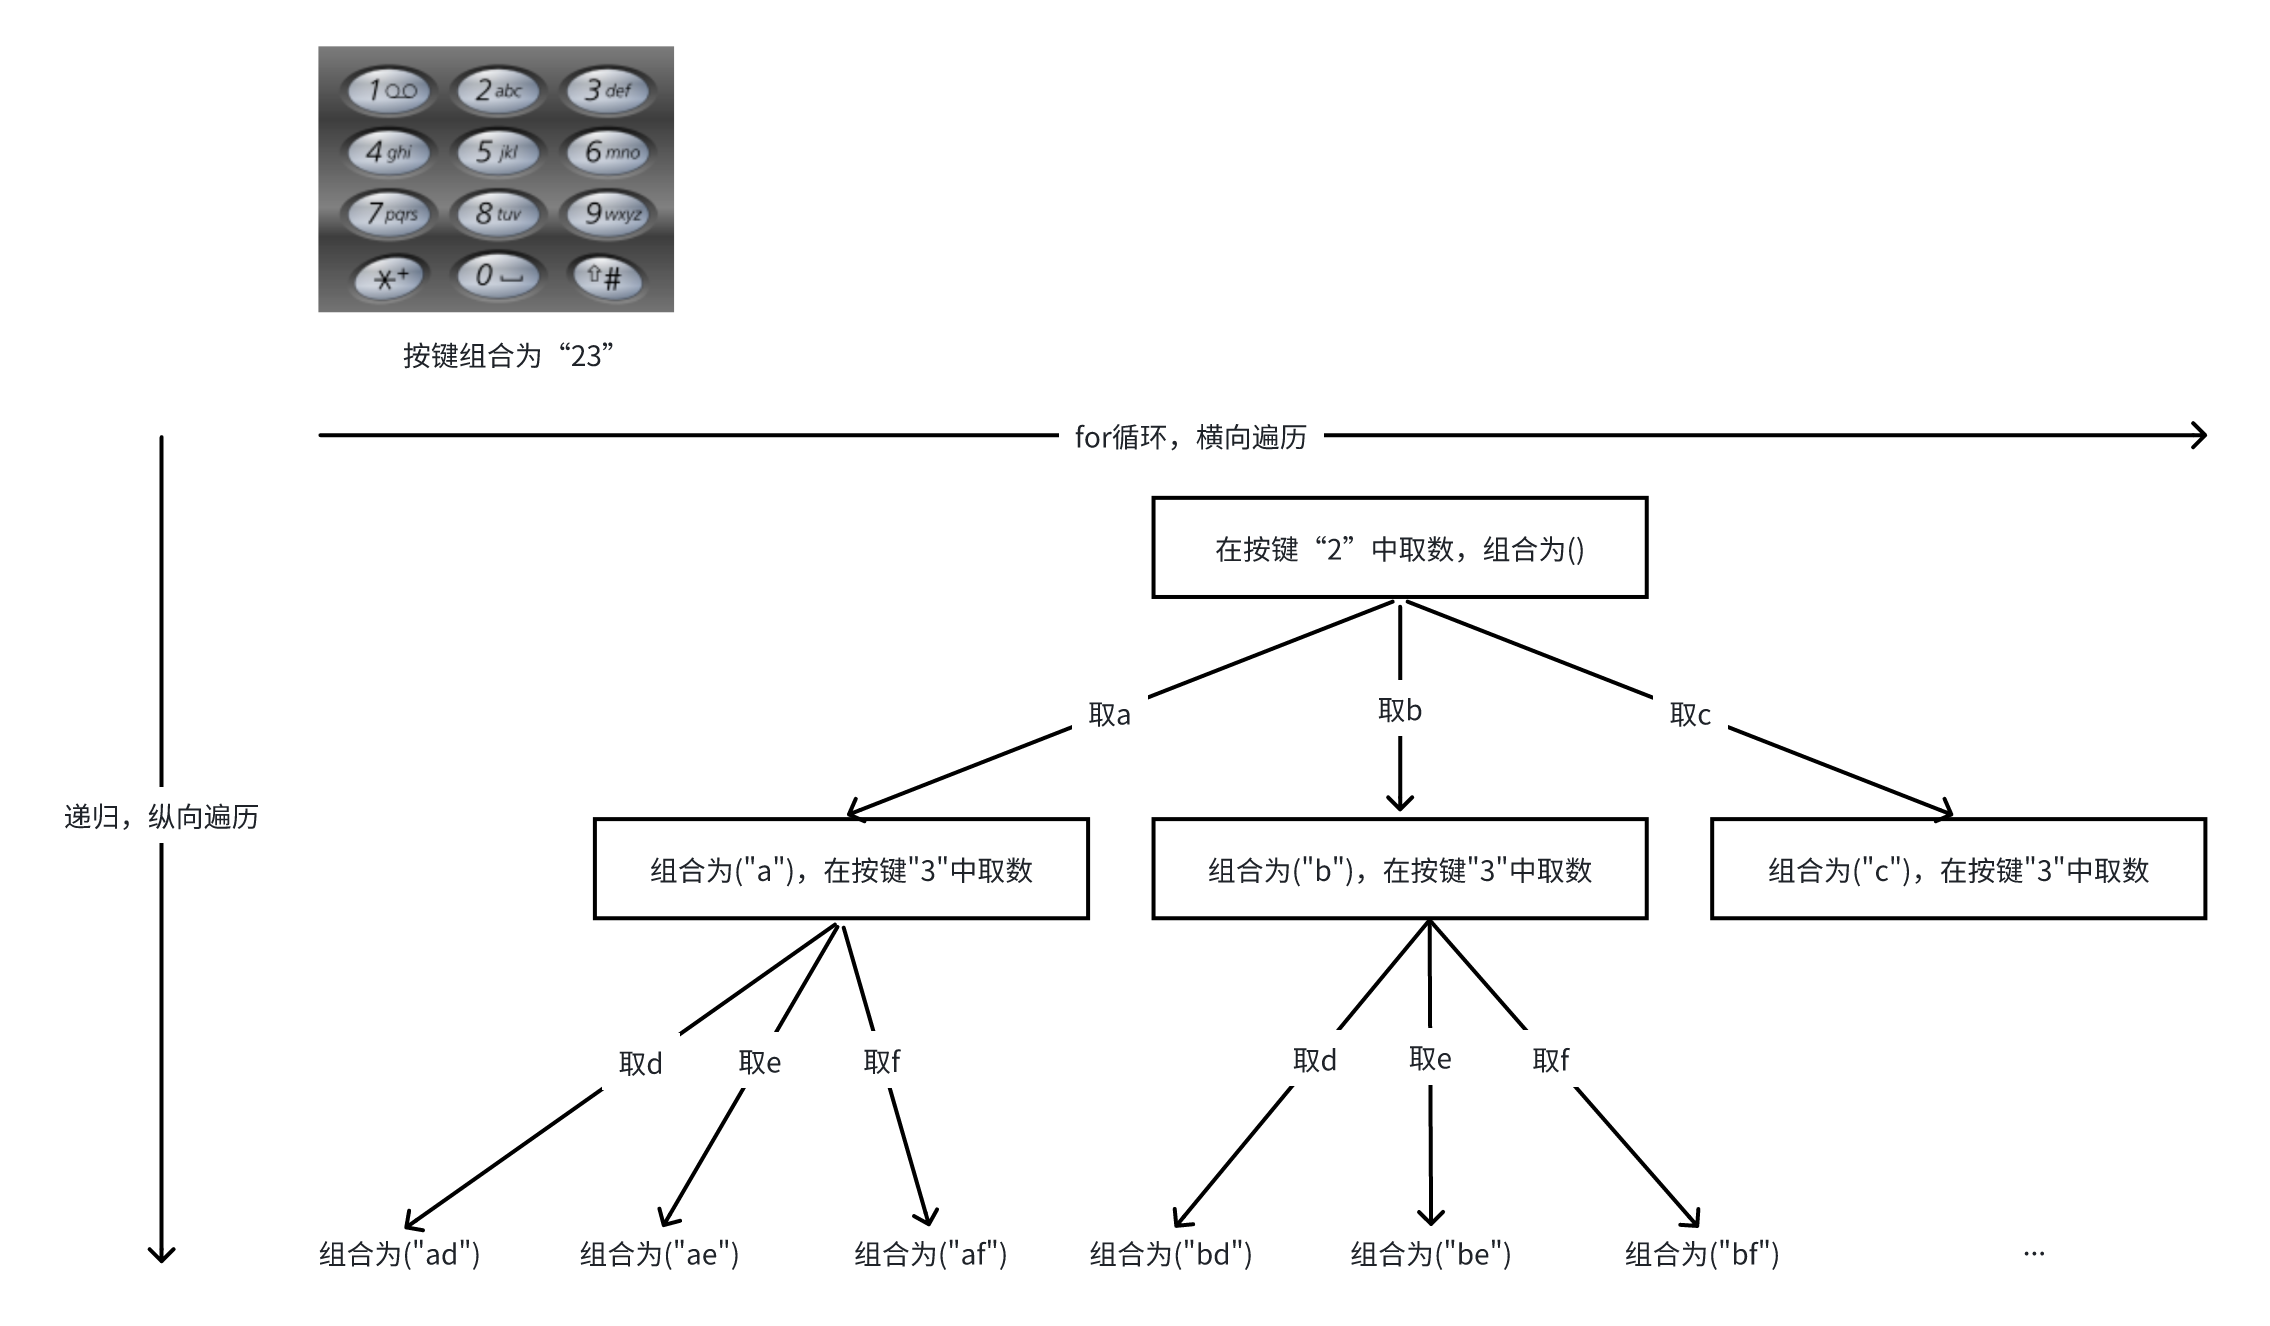 1
2 abc
3 def
4 ghi
5 jkl
6 mno
7 pqrs
8 tuv
9 wxyz
*+
0
⇧#
按键组合为“23”
for循环，横向遍历
在按键“2”中取数，组合为()
取a
取b
取c
递归，纵向遍历
组合为("a")，在按键"3"中取数
组合为("b")，在按键"3"中取数
组合为("c")，在按键"3"中取数
取d
取e
取f
取d
取e
取f
组合为("ad")
组合为("ae")
组合为("af")
组合为("bd")
组合为("be")
组合为("bf")
...